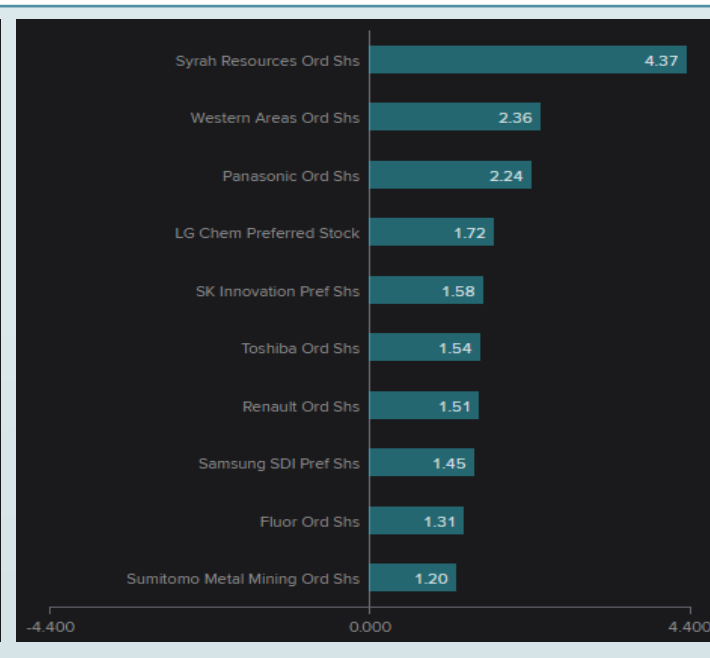 Syrah Resources Ord Shs 4.37
Western Areas Ord Shs 2.36
Panasonic Ord Shs 2.24
LG Chem Preferred Stock 1.72
SK Innovation Pref Shs 1.58
Toshiba Ord Shs 1.54
Renault Ord Shs 1.51
Samsung SDI Pref Shs 1.45
Fluor Ord Shs 1.31
Sumitomo Metal Mining Ord Shs 1.20
-4.400 0.000 4.400